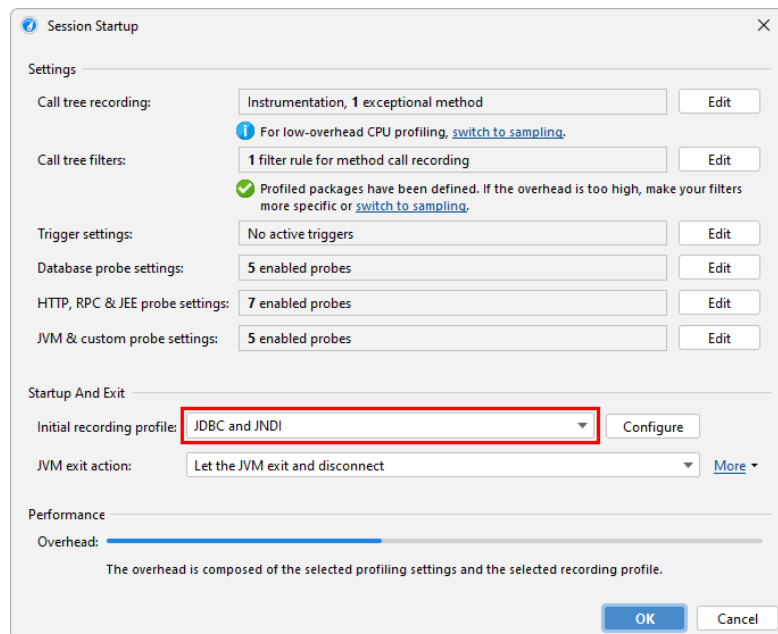 Session Startup
Settings
Call tree recording: Instrumentation, 1 exceptional method Edit
For low-overhead CPU profiling, switch to sampling.
Call tree filters: 1 filter rule for method call recording Edit
Profiled packages have been defined. If the overhead is too high, make your filters
more specific or switch to sampling.
Trigger settings: No active triggers Edit
Database probe settings: 5 enabled probes Edit
HTTP, RPC & JEE probe settings: 7 enabled probes Edit
JVM & custom probe settings: 5 enabled probes Edit
Startup And Exit
Initial recording profile: JDBC and JNDI Configure
JVM exit action: Let the JVM exit and disconnect More
Performance
Overhead:
The overhead is composed of the selected profiling settings and the selected recording profile.
OK Cancel